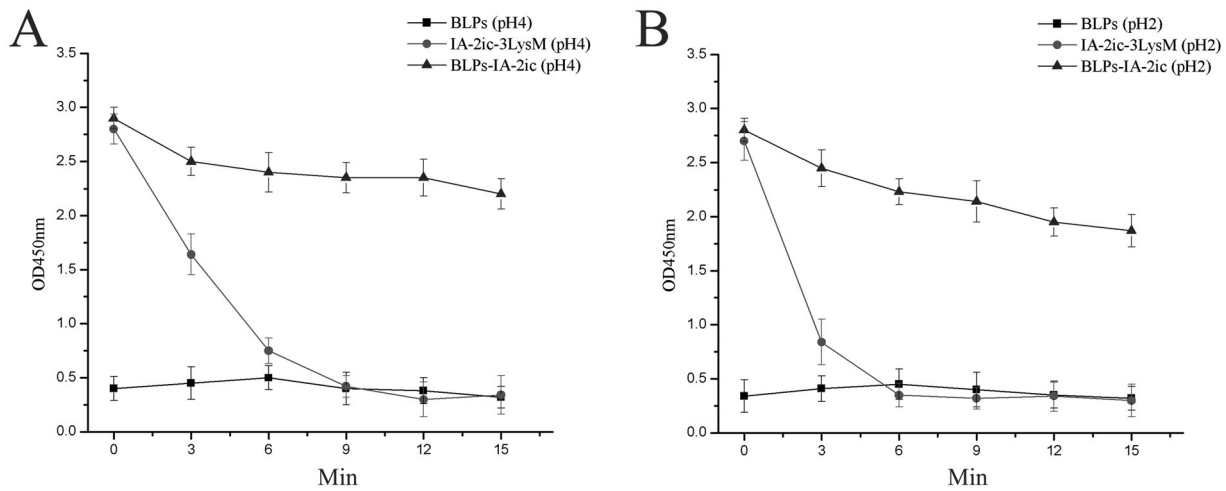 A
BLPs (pH4)
IA-2ic-3LysM (pH4)
BLPs-IA-2ic (pH4)
3.5
3.0
2.5
2.0
1.5
1.0
0.5
0.0
OD450nm
0 3 6 9 12 15
Min
B
BLPs (pH2)
IA-2ic-3LysM (pH2)
BLPs-IA-2ic (pH2)
3.5
3.0
2.5
2.0
1.5
1.0
0.5
0.0
OD450nm
0 3 6 9 12 15
Min